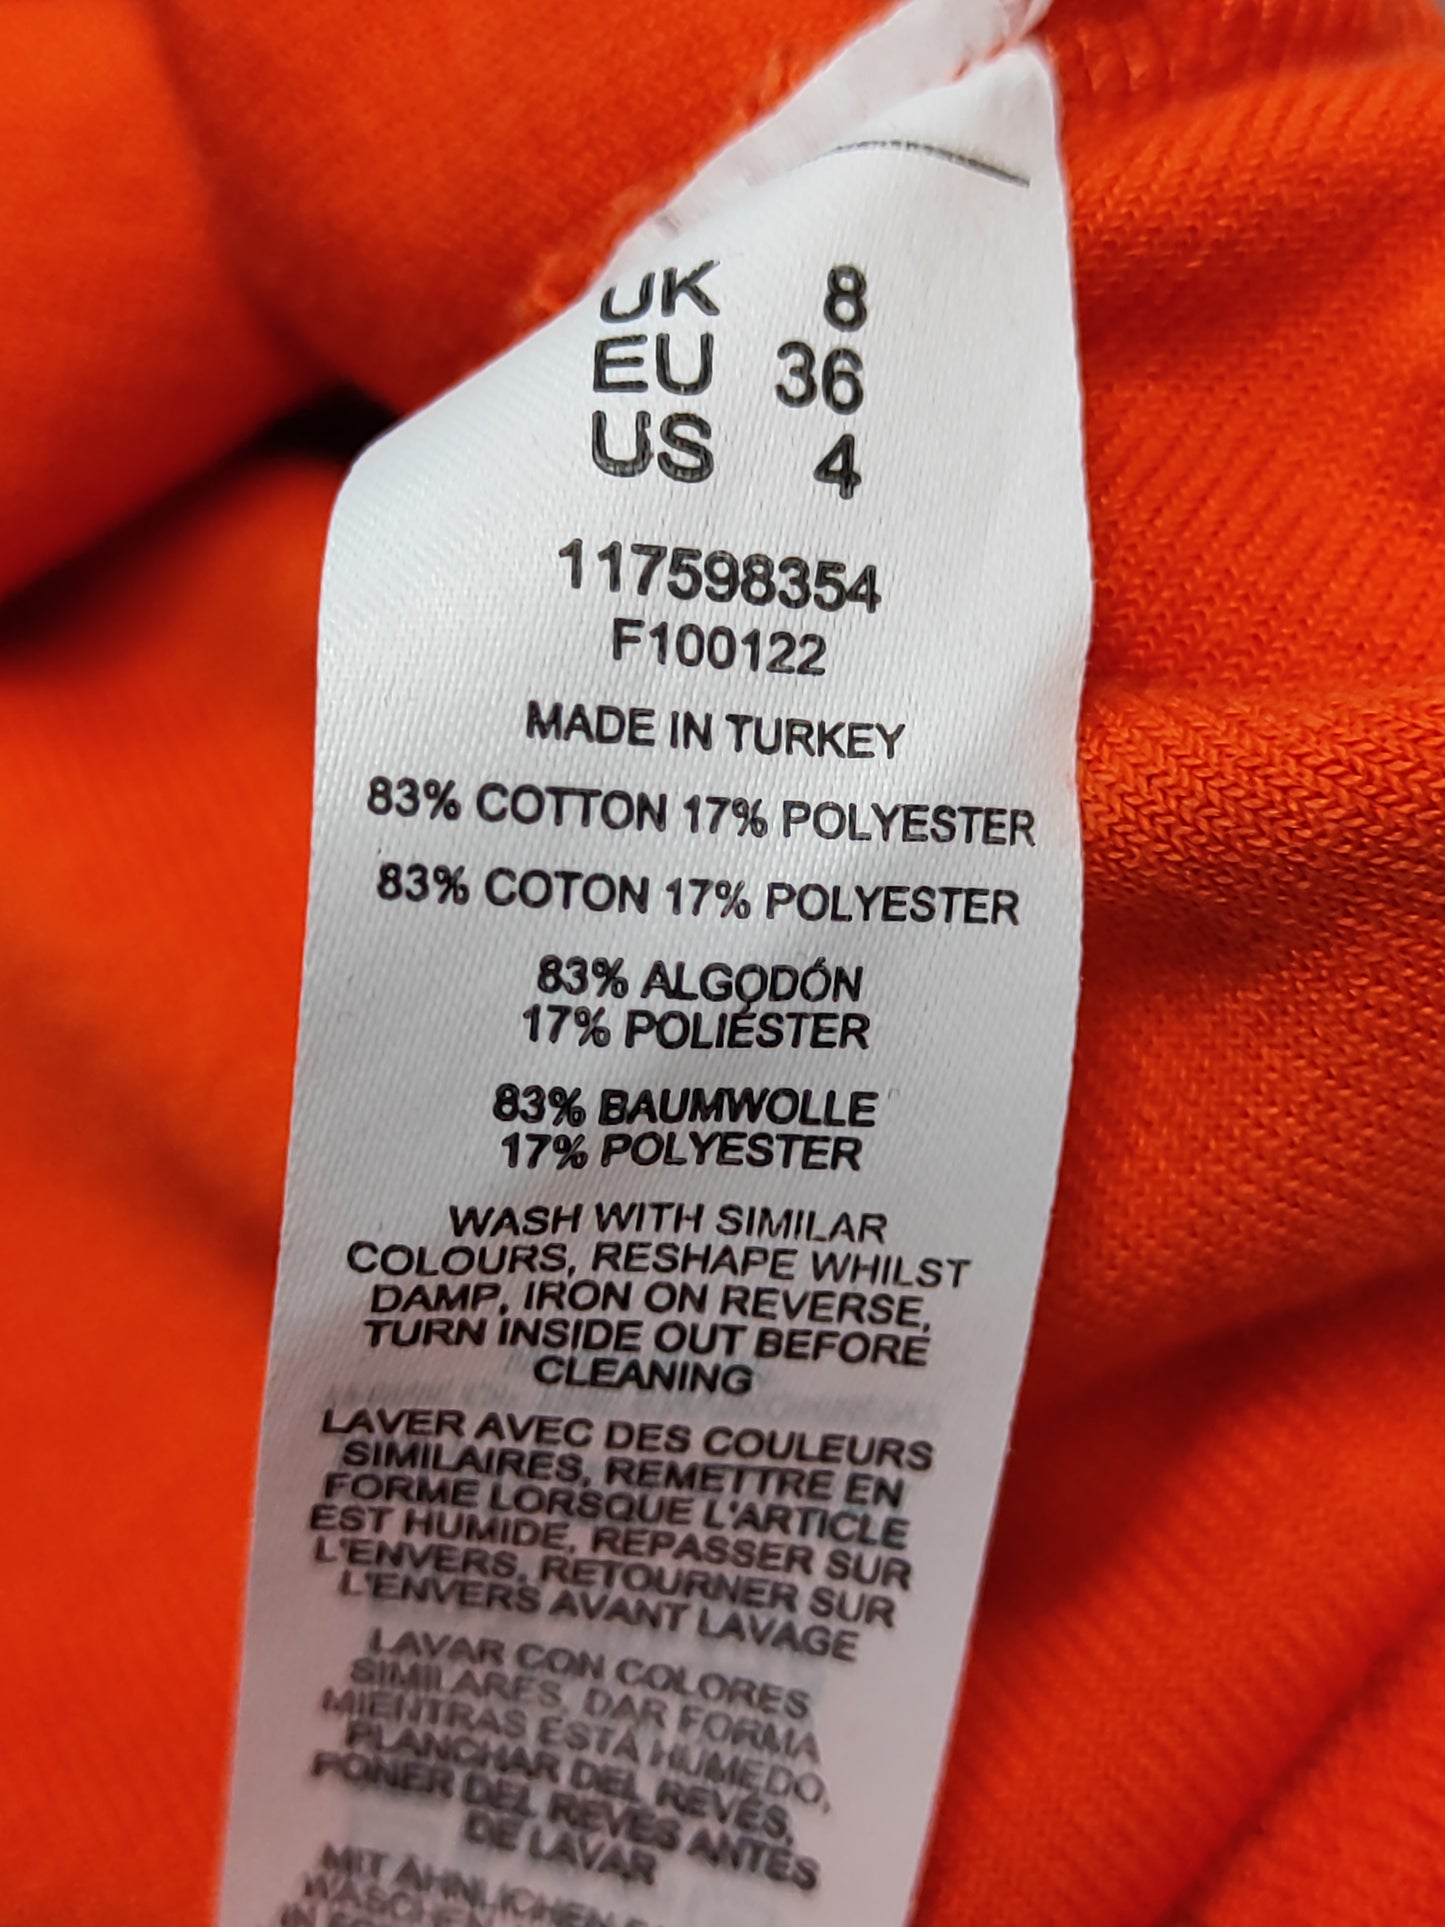 UK 8
EU 36
US 4
117598354
F100122
MADE IN TURKEY
83% COTTON 17% POLYESTER
83% COTON 17% POLYESTER
83% ALGODÓN
17% POLIÉSTER
83% BAUMWOLLE
17% POLYESTER
WASH WITH SIMILAR
COLOURS, RESHAPE WHILST
DAMP, IRON ON REVERSE,
TURN INSIDE OUT BEFORE
CLEANING
LAVER AVEC DES COULEURS
SIMILAIRES, REMETTRE EN
FORME LORSQUE L'ARTICLE
EST HUMIDE, REPASSER SUR
L'ENVERS, RETOURNER SUR
L'ENVERS AVANT LAVAGE
LAVAR CON COLORES
SIMILARES, DAR FORMA
MIENTRAS ESTÁ HUMEDO,
PLANCHAR DEL REVÉS,
PONER DEL REVÉS ANTES
DE LAVAR
MIT ÄHNLICHEN
WASCHEN